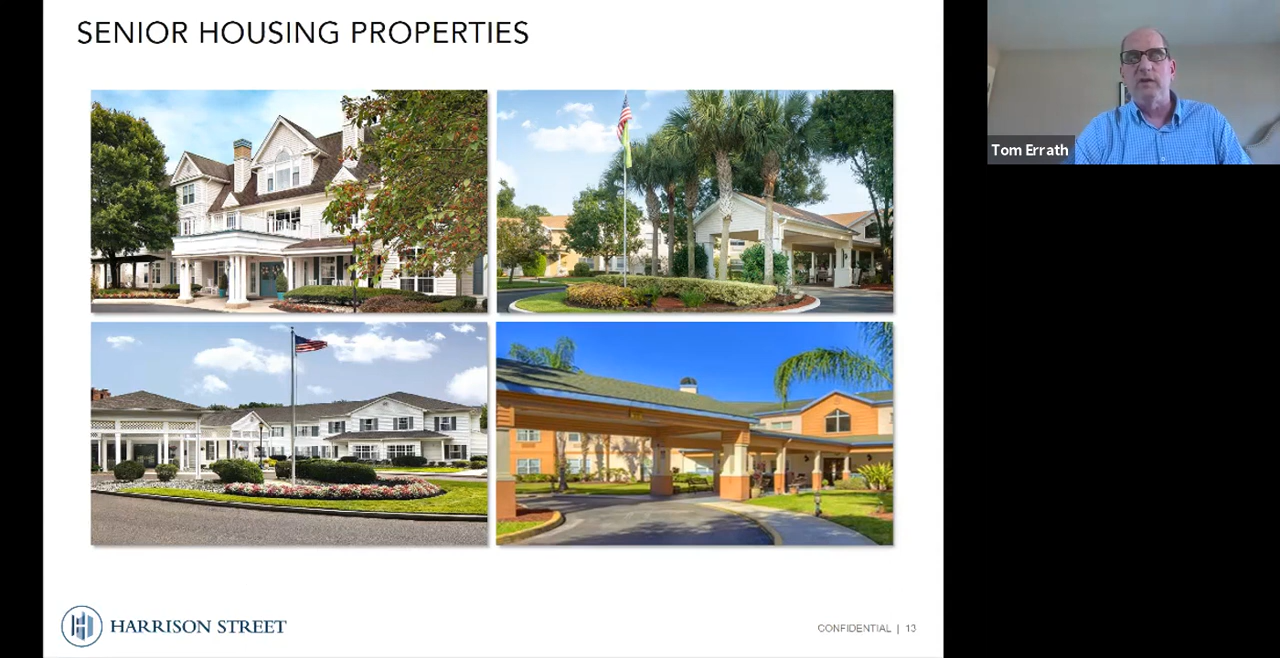 SENIOR HOUSING PROPERTIES
Tom Errath
HARRISON STREET
CONFIDENTIAL | 13